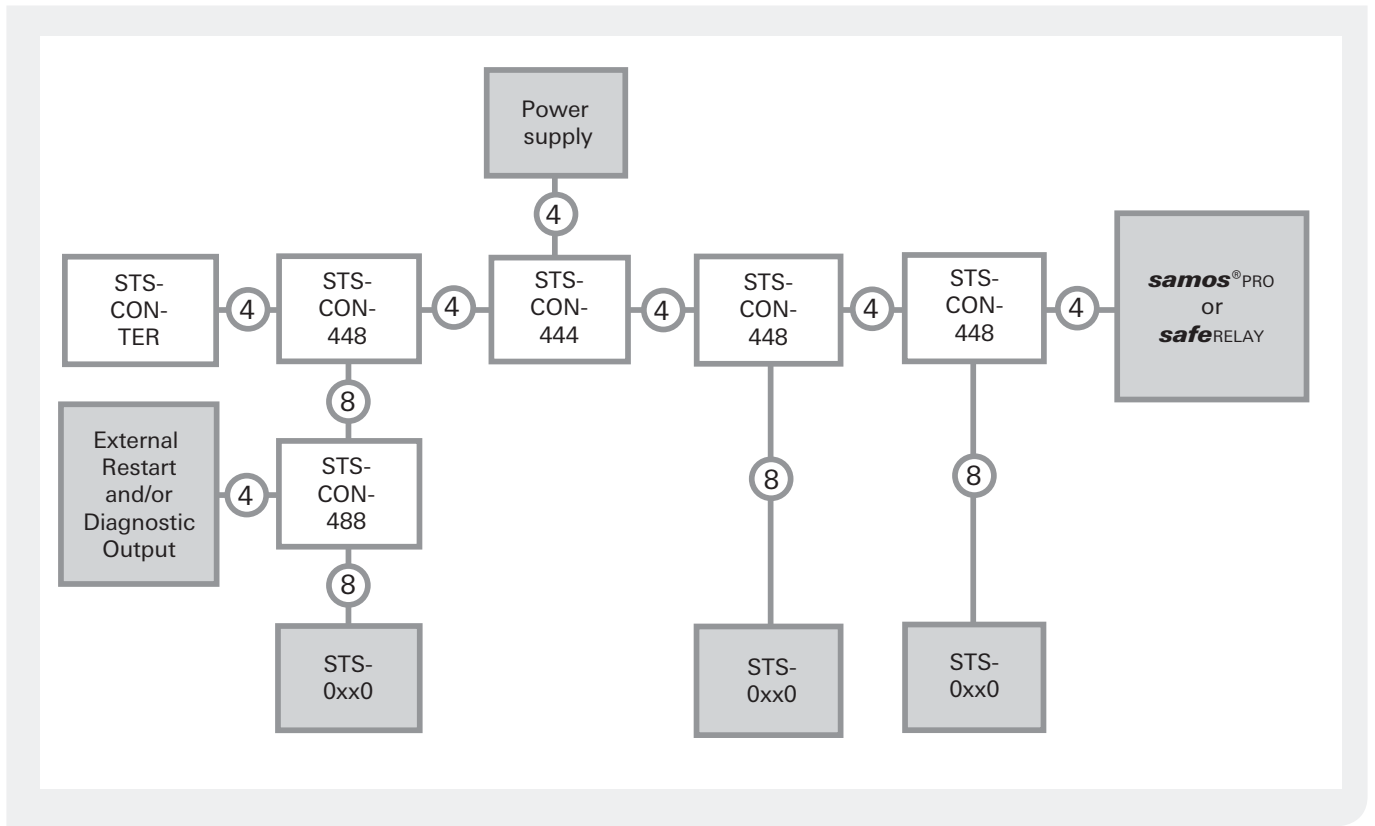 Power
supply
4
STS-
CON-
TER
4
STS-
CON-
448
4
STS-
CON-
444
4
STS-
CON-
448
4
STS-
CON-
448
4
samos®PRO
or
safeRELAY
8
External
Restart
and/or
Diagnostic
Output
4
STS-
CON-
488
8
8
8
STS-
0xx0
STS-
0xx0
STS-
0xx0